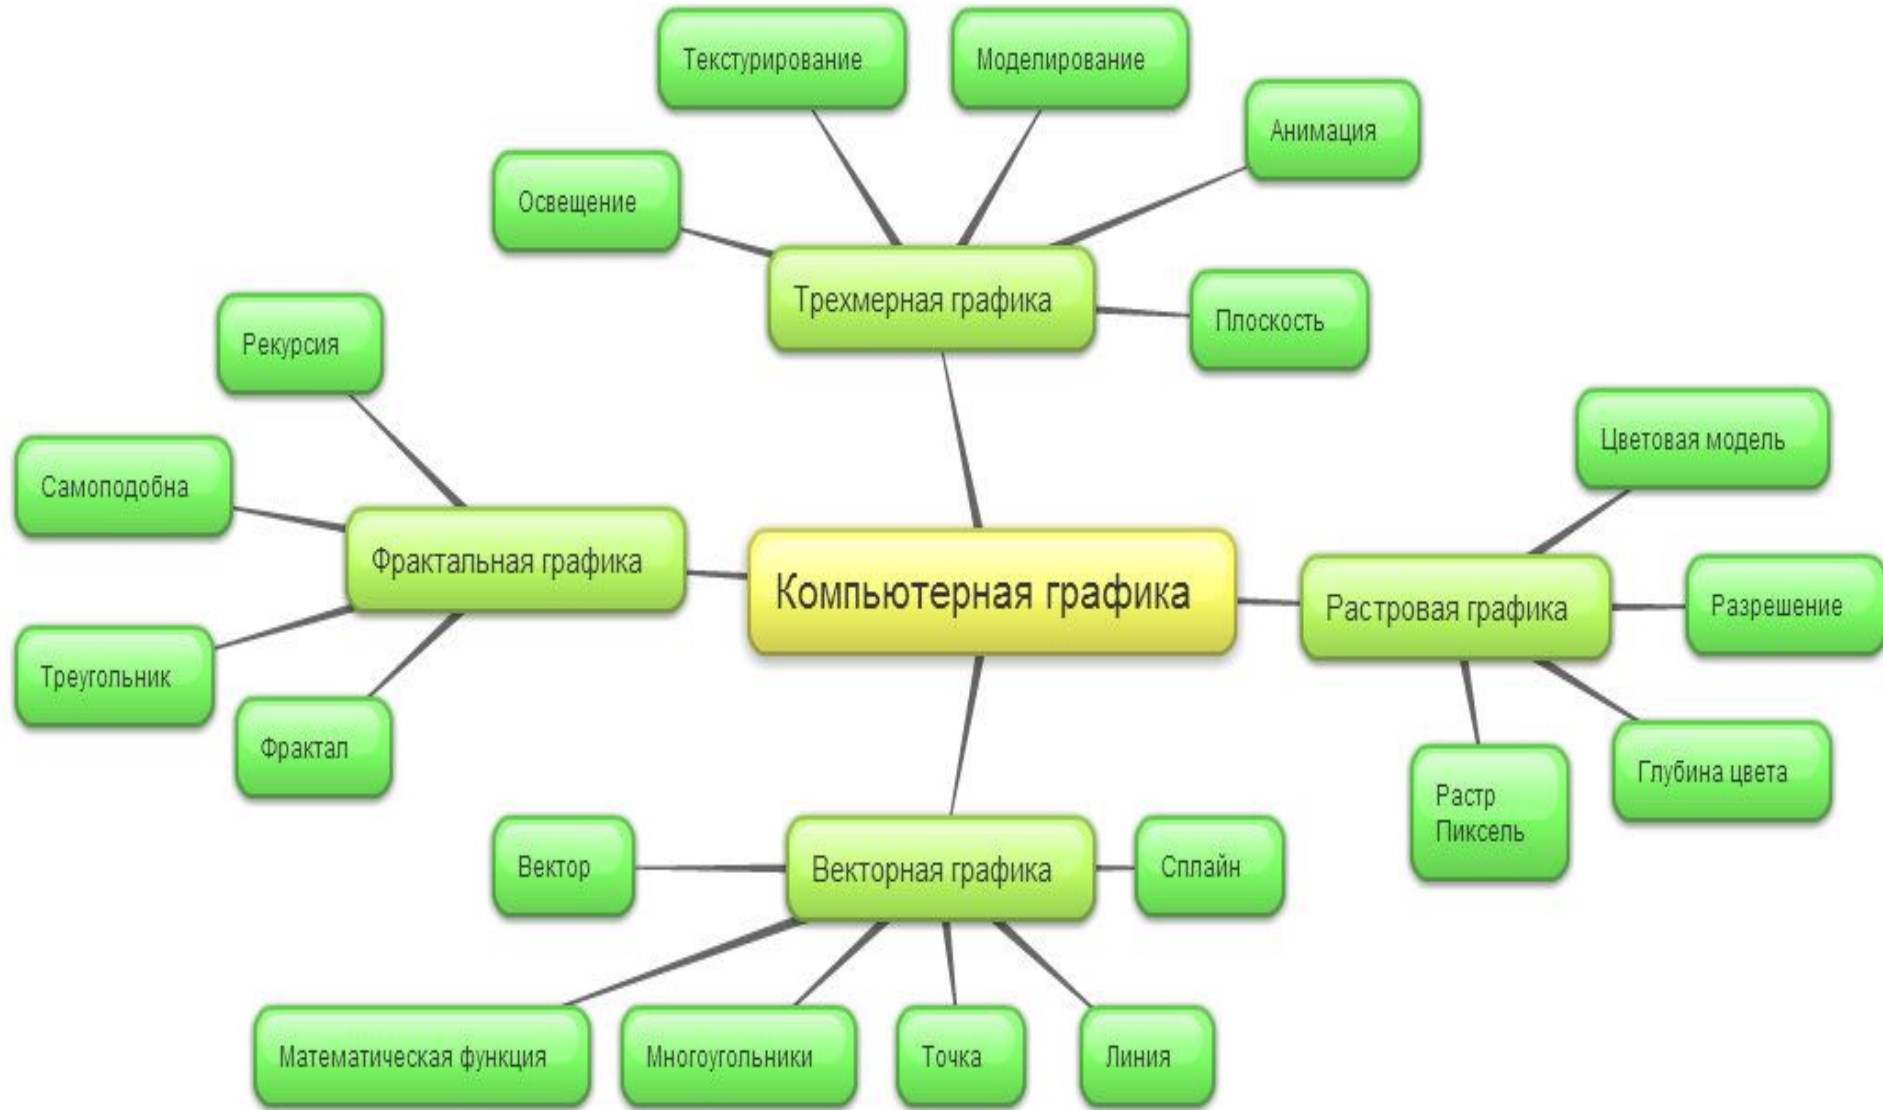 Текстурирование
Моделирование
Анимация
Освещение
Трехмерная графика
Плоскость
Рекурсия
Цветовая модель
Самоподобна
Фрактальная графика
Компьютерная графика
Растровая графика
Разрешение
Треугольник
Фрактал
Глубина цвета
Растр
Пиксель
Вектор
Векторная графика
Сплайн
Математическая функция
Многоугольники
Точка
Линия